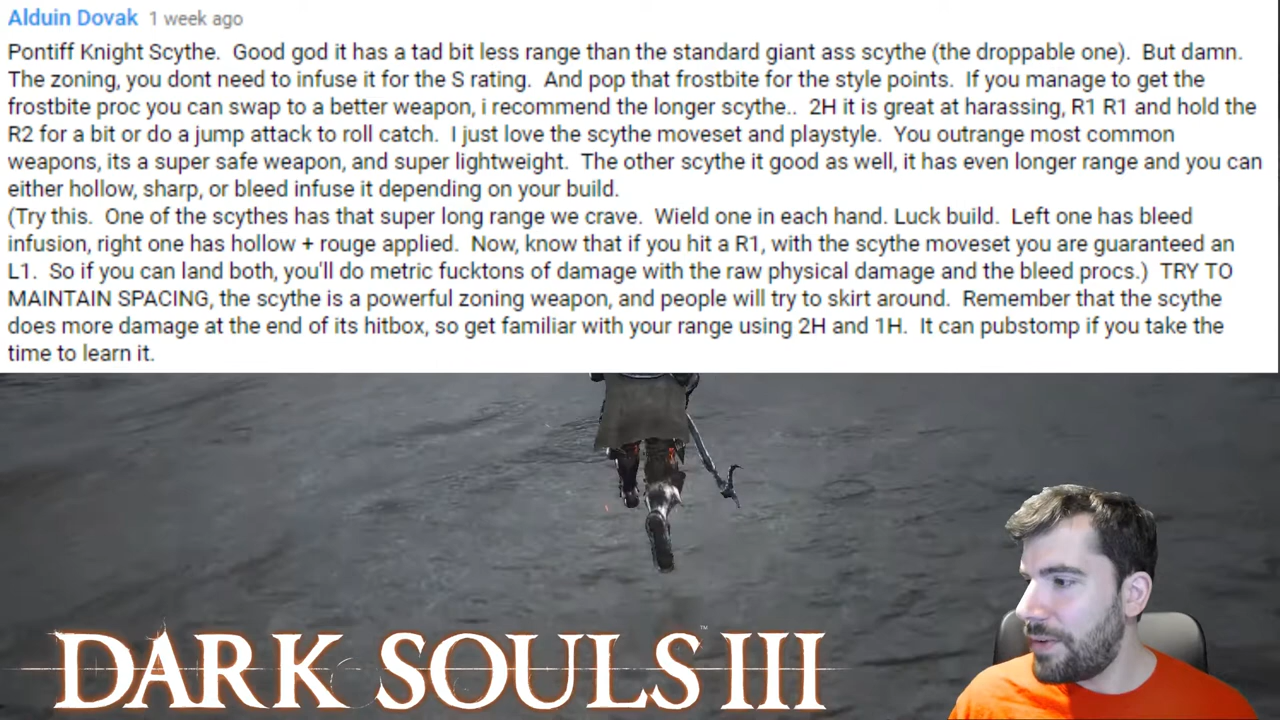 Alduin Dovak 1 week ago
Pontiff Knight Scythe. Good god it has a tad bit less range than the standard giant ass scythe (the droppable one). But damn.
The zoning, you dont need to infuse it for the S rating. And pop that frostbite for the style points. If you manage to get the
frostbite proc you can swap to a better weapon, i recommend the longer scythe.. 2H it is great at harassing, R1 R1 and hold the
R2 for a bit or do a jump attack to roll catch. I just love the scythe moveset and playstyle. You outrange most common
weapons, its a super safe weapon, and super lightweight. The other scythe it good as well, it has even longer range and you can
either hollow, sharp, or bleed infuse it depending on your build.
(Try this. One of the scythes has that super long range we crave. Wield one in each hand. Luck build. Left one has bleed
infusion, right one has hollow + rouge applied. Now, know that if you hit a R1, with the scythe moveset you are guaranteed an
L1. So if you can land both, you'll do metric fucktons of damage with the raw physical damage and the bleed procs.) TRY TO
MAINTAIN SPACING, the scythe is a powerful zoning weapon, and people will try to skirt around. Remember that the scythe
does more damage at the end of its hitbox, so get familiar with your range using 2H and 1H. It can pubstomp if you take the
time to learn it.
DARK SOULS III™